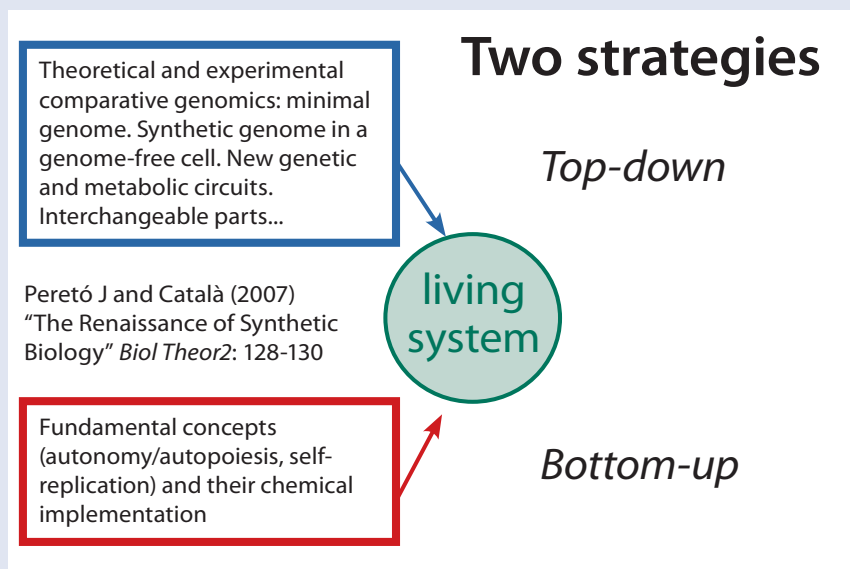 Two strategies
Theoretical and experimental
comparative genomics: minimal
genome. Synthetic genome in a
genome-free cell. New genetic
and metabolic circuits.
Interchangeable parts...
Top-down
living
system
Peretó J and Català (2007)
“The Renaissance of Synthetic
Biology” Biol Theor2: 128-130
Fundamental concepts
(autonomy/autopoiesis, self-
replication) and their chemical
implementation
Bottom-up